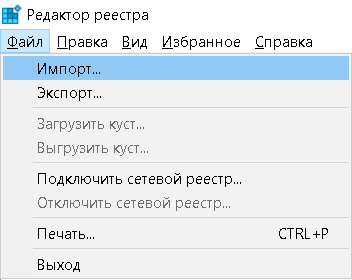 Редактор реестра
Файл Правка Вид Избранное Справка
Импорт...
Экспорт...
Загрузить куст...
Выгрузить куст...
Подключить сетевой реестр...
Отключить сетевой реестр...
Печать... CTRL+P
Выход